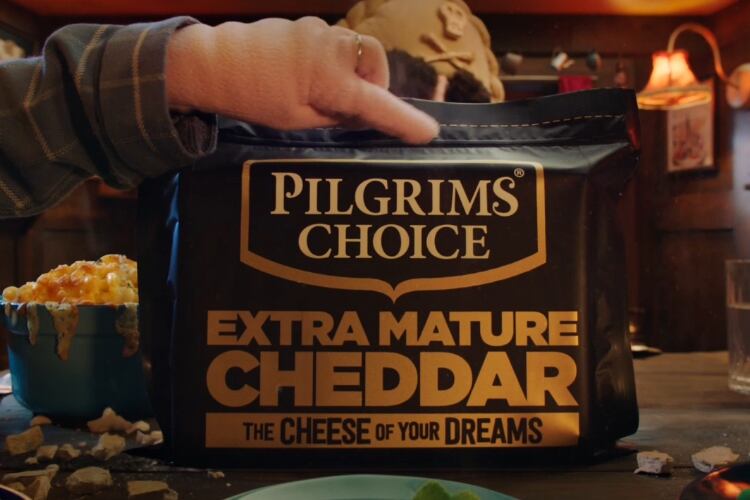 PILGRIMS®
CHOICE
EXTRA MATURE
CHEDDAR
THE CHEESE OF YOUR DREAMS